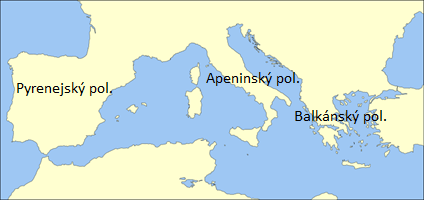 Pyrenejský pol.
Apeninský pol.
Balkánský pol.